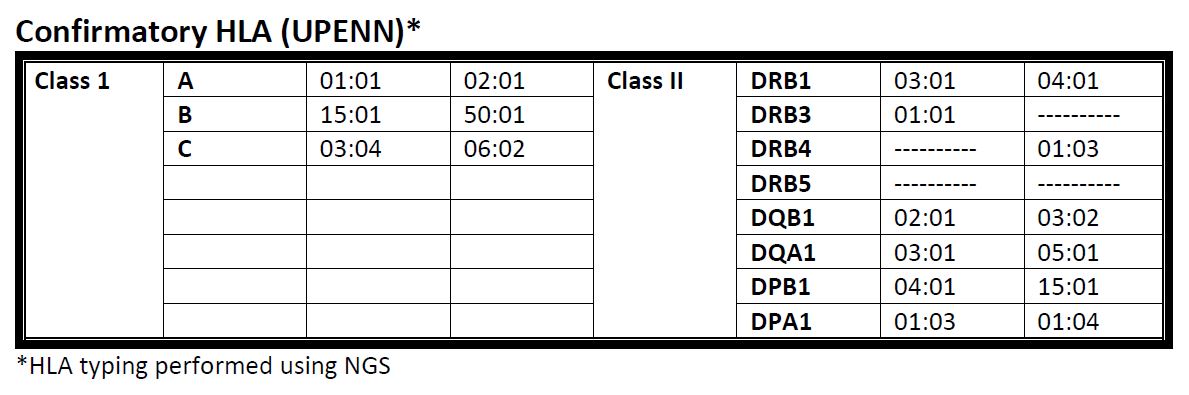 Confirmatory HLA (UPENN)*
Class 1 A 01:01 02:01 Class II DRB1 03:01 04:01
B 15:01 50:01 DRB3 01:01 ----------
C 03:04 06:02 DRB4 ---------- 01:03
DRB5 ---------- ----------
DQB1 02:01 03:02
DQA1 03:01 05:01
DPB1 04:01 15:01
DPA1 01:03 01:04
*HLA typing performed using NGS